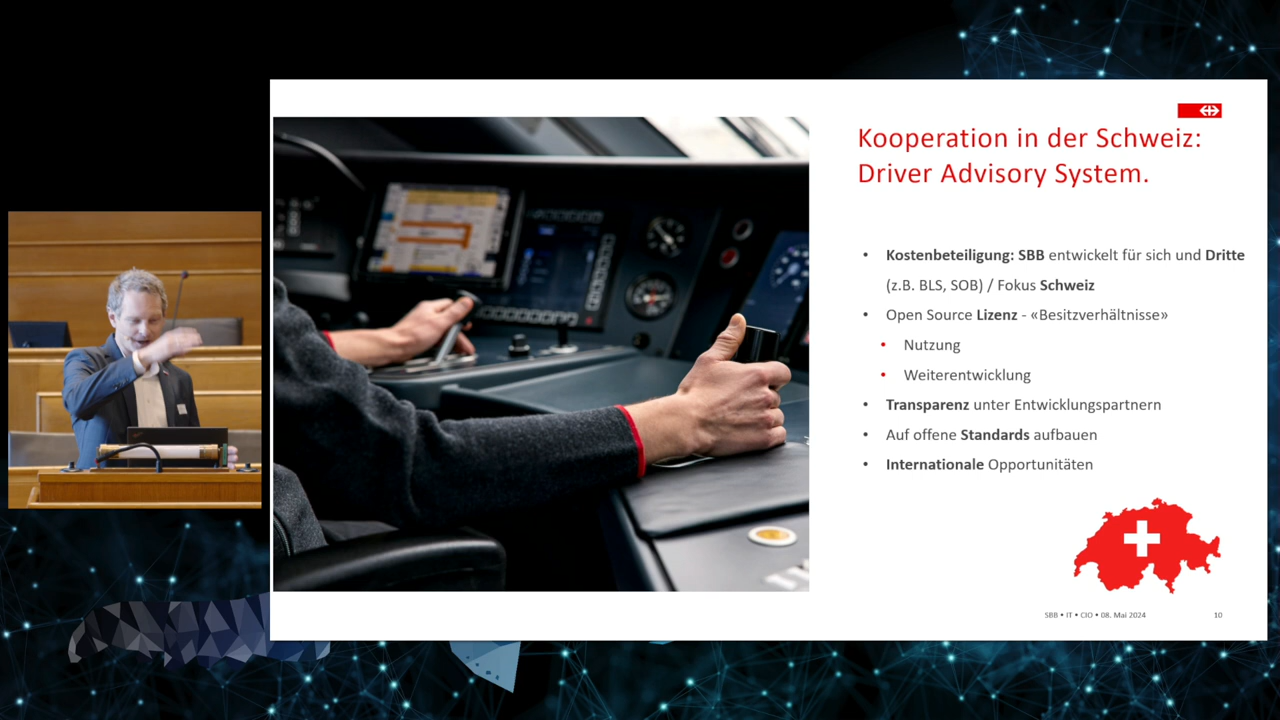 Kooperation in der Schweiz:
Driver Advisory System.
• Kostenbeteiligung: SBB entwickelt für sich und Dritte
(z.B. BLS, SOB) / Fokus Schweiz
• Open Source Lizenz - «Besitzverhältnisse»
• Nutzung
• Weiterentwicklung
• Transparenz unter Entwicklungspartnern
• Auf offene Standards aufbauen
• Internationale Opportunitäten
SBB • IT • CIO • 08. Mai 2024 10